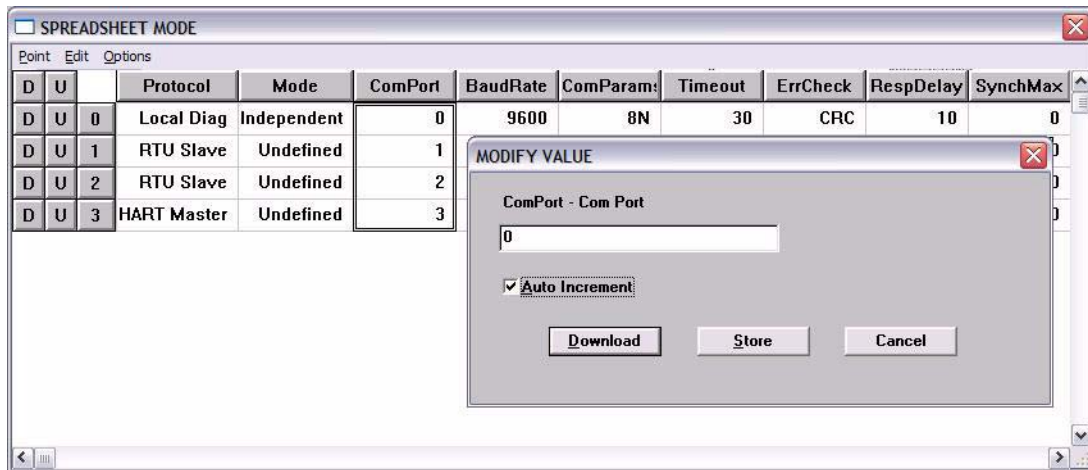 SPREADSHEET MODE
Point Edit Options
D U Protocol Mode ComPort BaudRate ComParam Timeout ErrCheck RespDelay SynchMax
D U 0 Local Diag Independent 0 9600 8N 30 CRC 10 0
D U 1 RTU Slave Undefined 1
D U 2 RTU Slave Undefined 2
D U 3 HART Master Undefined 3
MODIFY VALUE
ComPort - Com Port
0
Auto Increment
Download Store Cancel